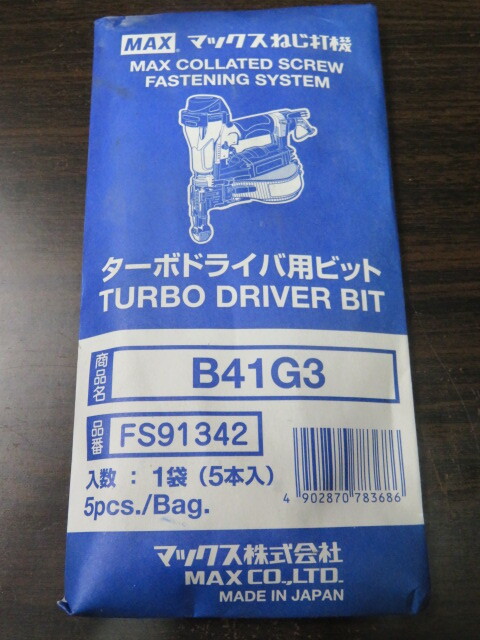 MAX マックスねじ打機
MAX COLLATED SCREW
FASTENING SYSTEM
ターボドライバ用ビット
TURBO DRIVER BIT
商品名 B41G3
品番 FS91342
入数 : 1袋 (5本入)
5pcs./Bag.
4 902870 783686
マックス株式会社
MAX CO.,LTD.
MADE IN JAPAN